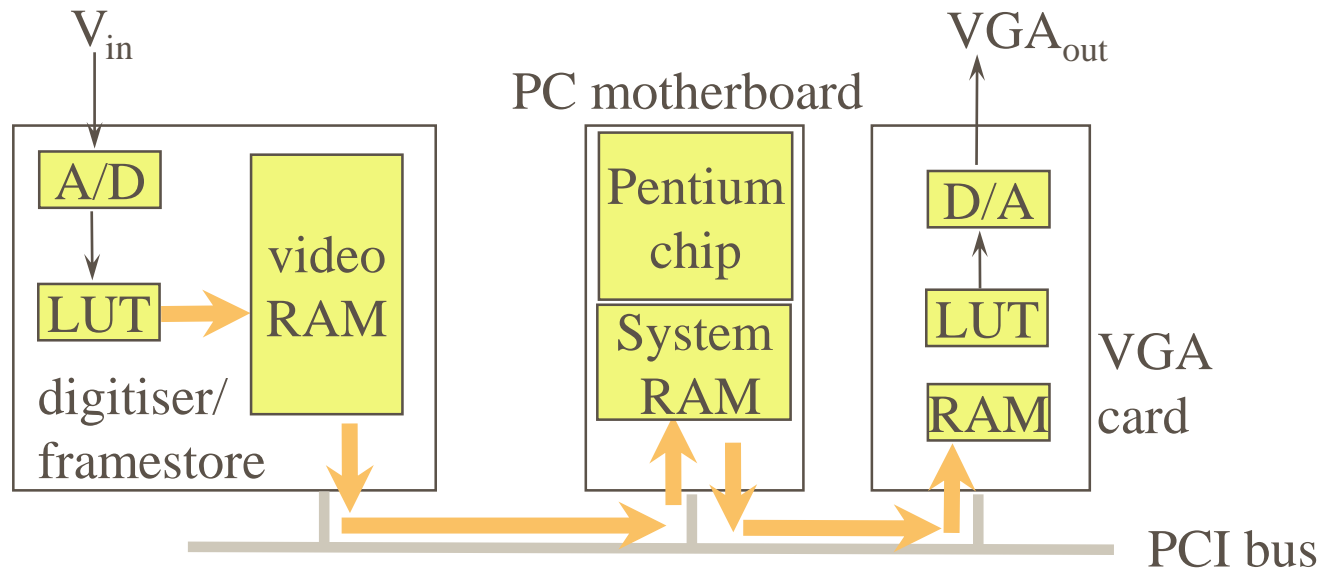 V_in
A/D
LUT
video
RAM
digitiser/
framestore
PC motherboard
Pentium
chip
System
RAM
VGA_out
D/A
LUT
RAM
VGA
card
PCI bus